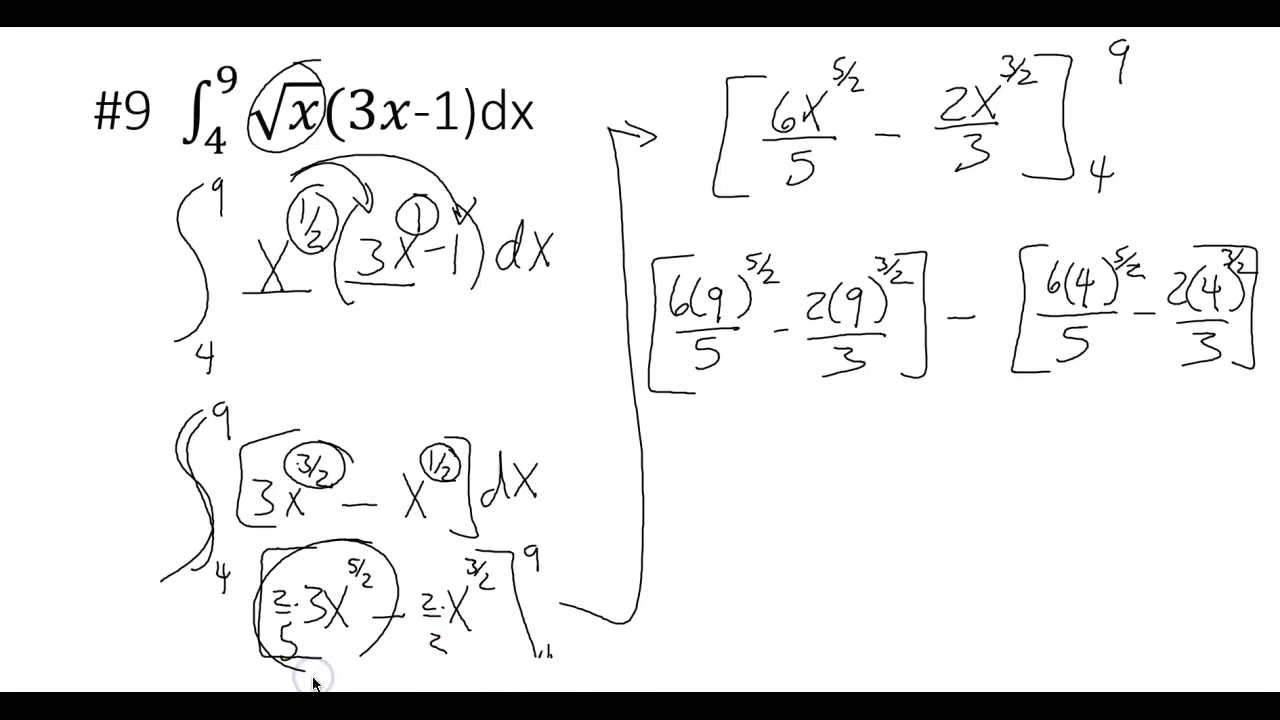 #9 ∫₄⁹ √x(3x-1)dx
∫₄⁹ x^(1/2) (3x^1 - 1) dx
∫₄⁹ [3x^(3/2) - x^(1/2)] dx
[2/5 · 3x^(5/2) - 2/2 · x^(3/2)] 9
[6x^(5/2)/5 - 2x^(3/2)/3]₄⁹
[6(9)^(5/2)/5 - 2(9)^(3/2)/3] - [6(4)^(5/2)/5 - 2(4)^(3/2)/3]